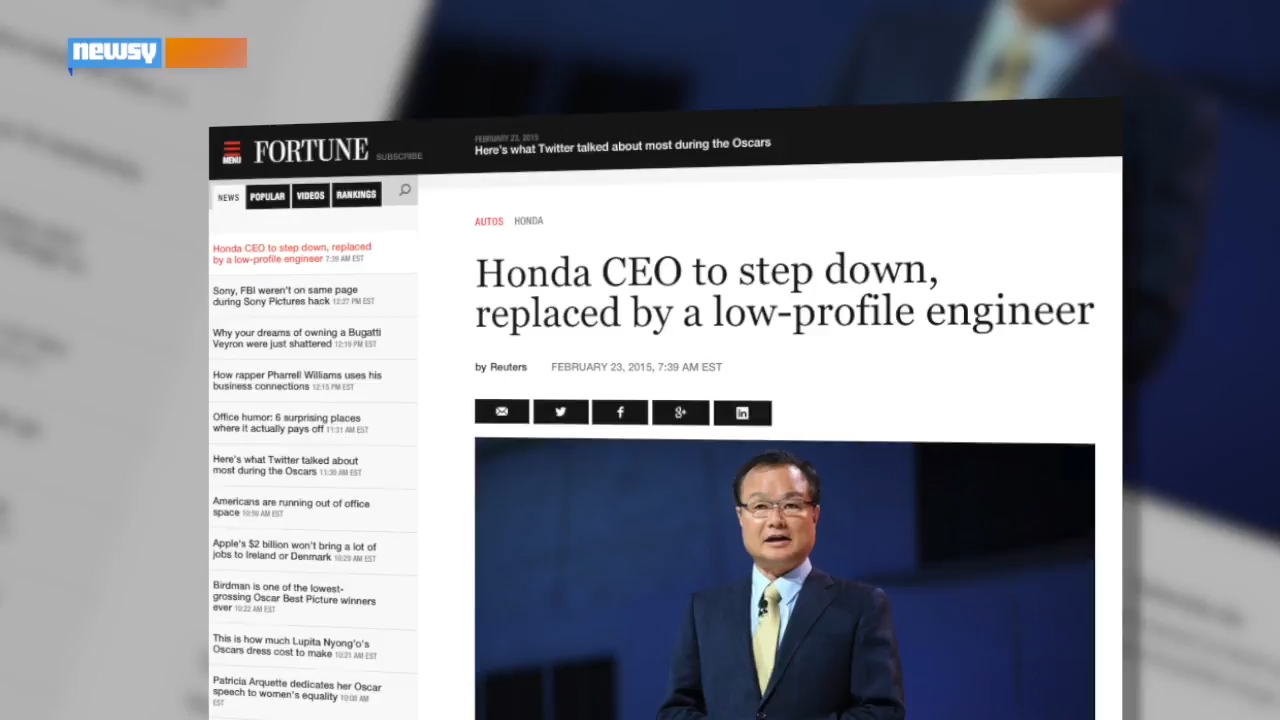 newsy
MENU
FORTUNE
SUBSCRIBE
FEBRUARY 23, 2015
Here's what Twitter talked about most during the Oscars
NEWS
POPULAR
VIDEOS
RANKINGS
Honda CEO to step down, replaced
by a low-profile engineer 7:39 AM EST
Sony, FBI weren't on same page
during Sony Pictures hack 12:27 PM EST
Why your dreams of owning a Bugatti
Veyron were just shattered 12:19 PM EST
How rapper Pharrell Williams uses his
business connections 12:15 PM EST
Office humor: 6 surprising places
where it actually pays off 11:31 AM EST
Here's what Twitter talked about
most during the Oscars 11:30 AM EST
Americans are running out of office
space 10:59 AM EST
Apple's $2 billion won't bring a lot of
jobs to Ireland or Denmark 10:29 AM EST
Birdman is one of the lowest-
grossing Oscar Best Picture winners
ever 10:22 AM EST
This is how much Lupita Nyong'o's
Oscars dress cost to make 10:21 AM EST
Patricia Arquette dedicates her Oscar
speech to women's equality 10:08 AM
EST
AUTOS HONDA
Honda CEO to step down,
replaced by a low-profile engineer
by Reuters FEBRUARY 23, 2015, 7:39 AM EST